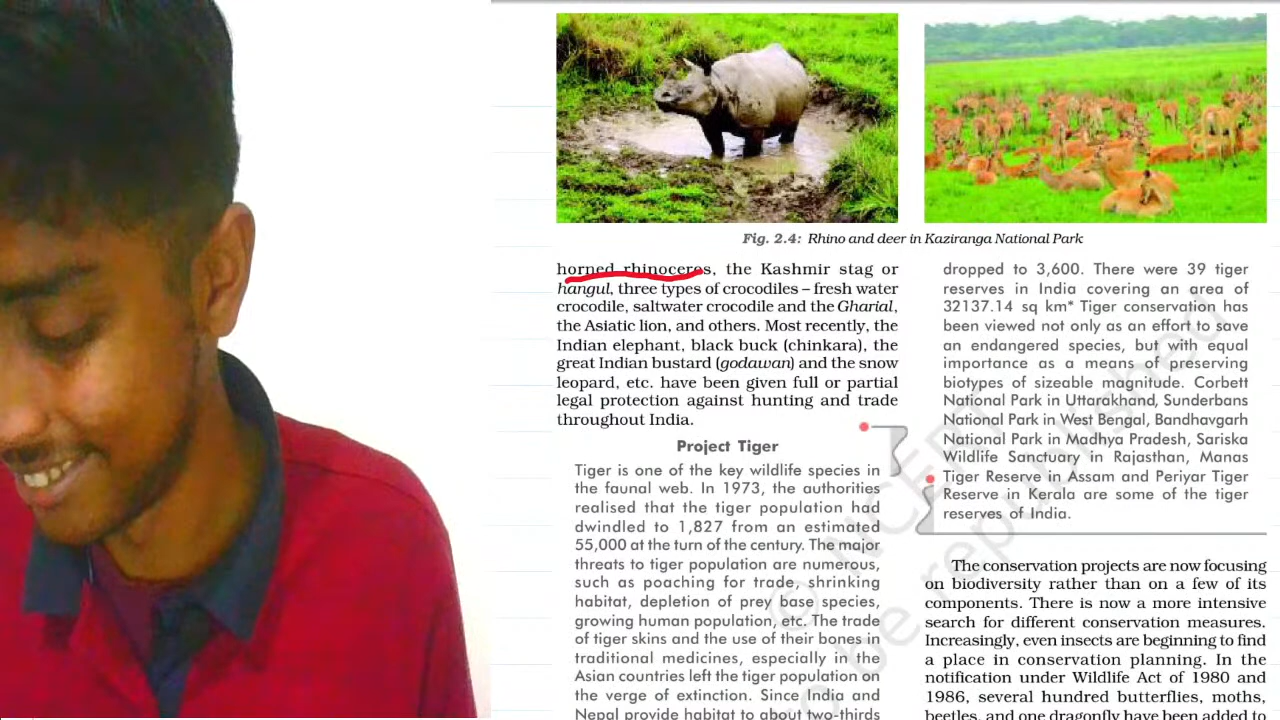 Fig. 2.4: Rhino and deer in Kaziranga National Park
horned rhinoceros, the Kashmir stag or
hangul, three types of crocodiles – fresh water
crocodile, saltwater crocodile and the Gharial,
the Asiatic lion, and others. Most recently, the
Indian elephant, black buck (chinkara), the
great Indian bustard (godawan) and the snow
leopard, etc. have been given full or partial
legal protection against hunting and trade
throughout India.
Project Tiger
Tiger is one of the key wildlife species in
the faunal web. In 1973, the authorities
realised that the tiger population had
dwindled to 1,827 from an estimated
55,000 at the turn of the century. The major
threats to tiger population are numerous,
such as poaching for trade, shrinking
habitat, depletion of prey base species,
growing human population, etc. The trade
of tiger skins and the use of their bones in
traditional medicines, especially in the
Asian countries left the tiger population on
the verge of extinction. Since India and
Nepal provide habitat to about two-thirds
dropped to 3,600. There were 39 tiger
reserves in India covering an area of
32137.14 sq km* Tiger conservation has
been viewed not only as an effort to save
an endangered species, but with equal
importance as a means of preserving
biotypes of sizeable magnitude. Corbett
National Park in Uttarakhand, Sunderbans
National Park in West Bengal, Bandhavgarh
National Park in Madhya Pradesh, Sariska
Wildlife Sanctuary in Rajasthan, Manas
Tiger Reserve in Assam and Periyar Tiger
Reserve in Kerala are some of the tiger
reserves of India.
The conservation projects are now focusing
on biodiversity rather than on a few of its
components. There is now a more intensive
search for different conservation measures.
Increasingly, even insects are beginning to find
a place in conservation planning. In the
notification under Wildlife Act of 1980 and
1986, several hundred butterflies, moths,
beetles, and one dragonfly have been added to
© NCERT
o be republished